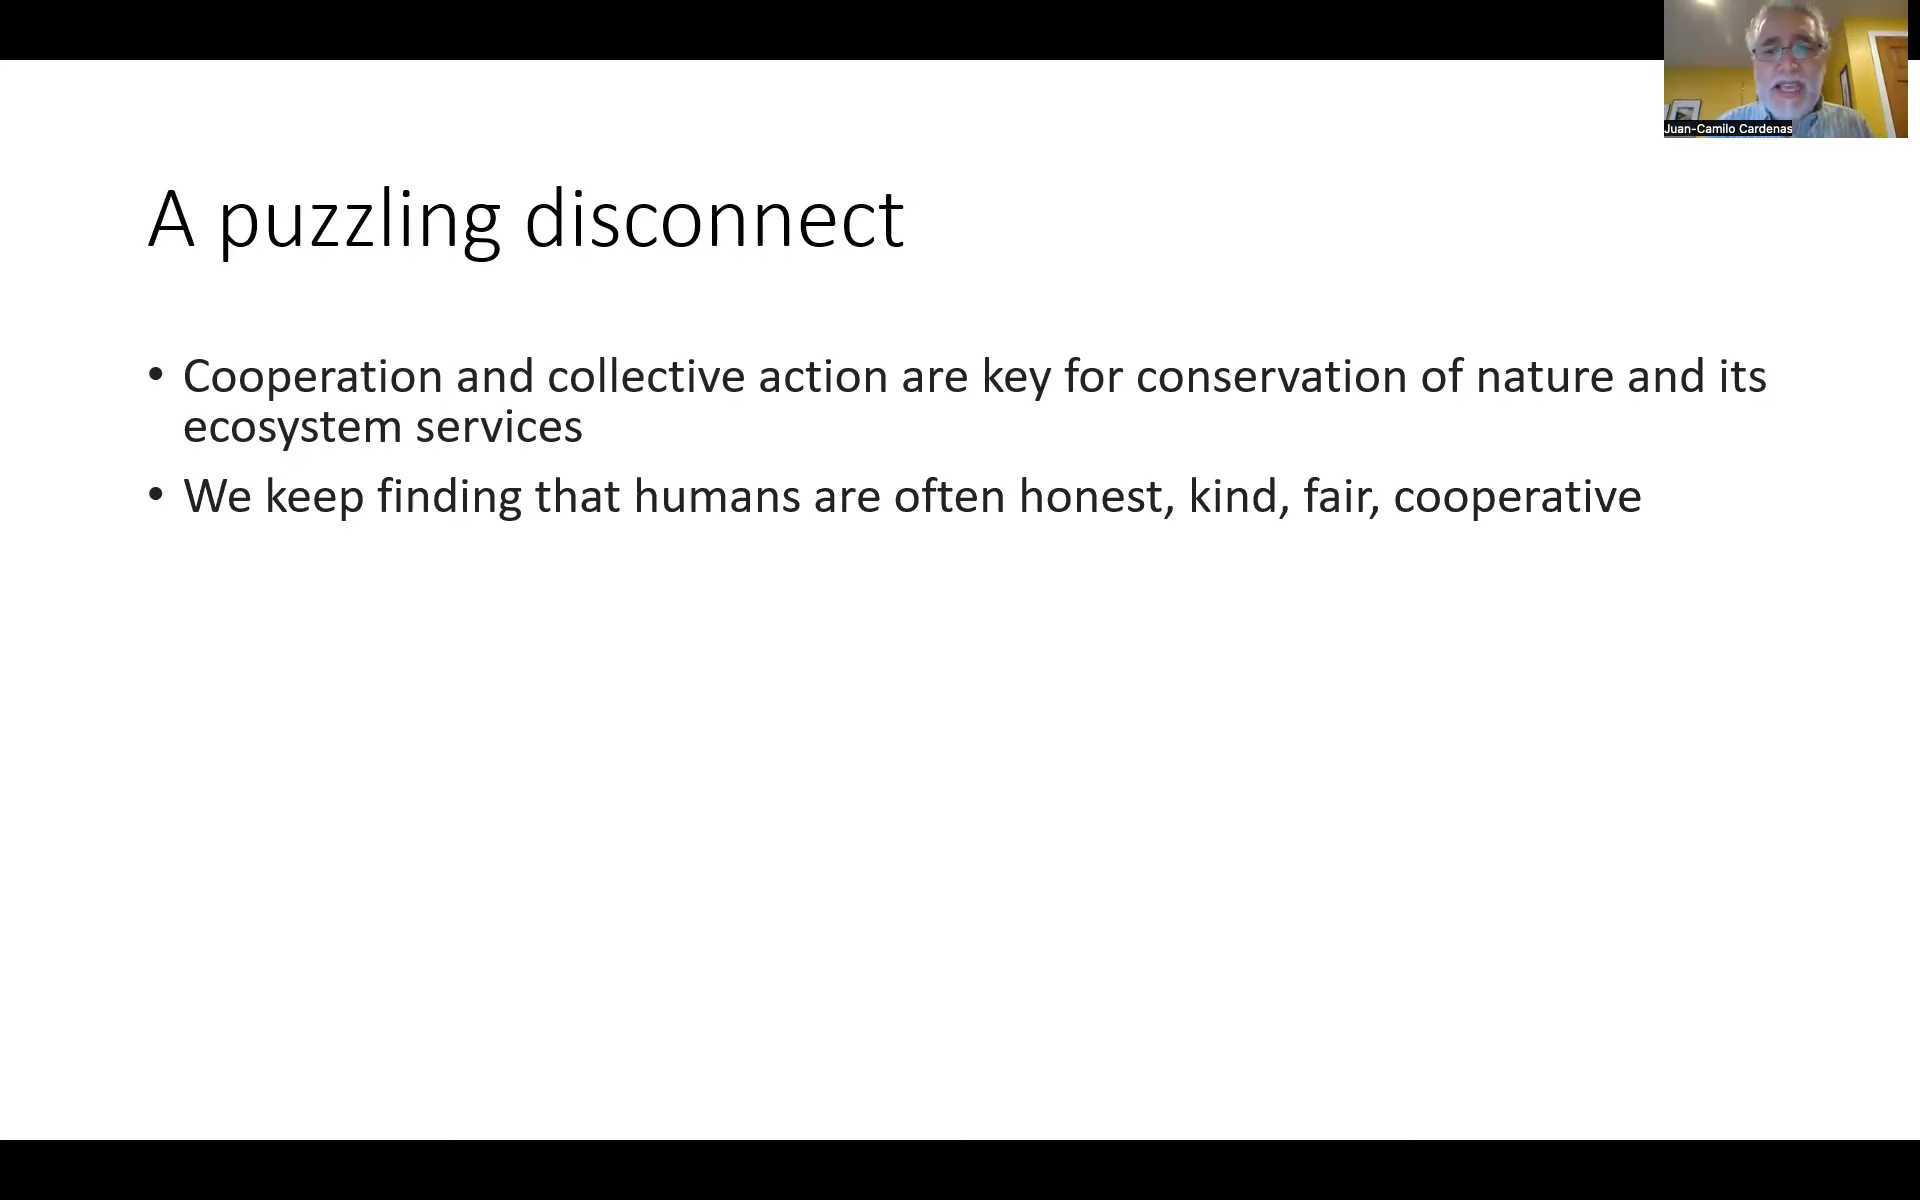 Juan-Camilo Cardenas
A puzzling disconnect
• Cooperation and collective action are key for conservation of nature and its
ecosystem services
• We keep finding that humans are often honest, kind, fair, cooperative